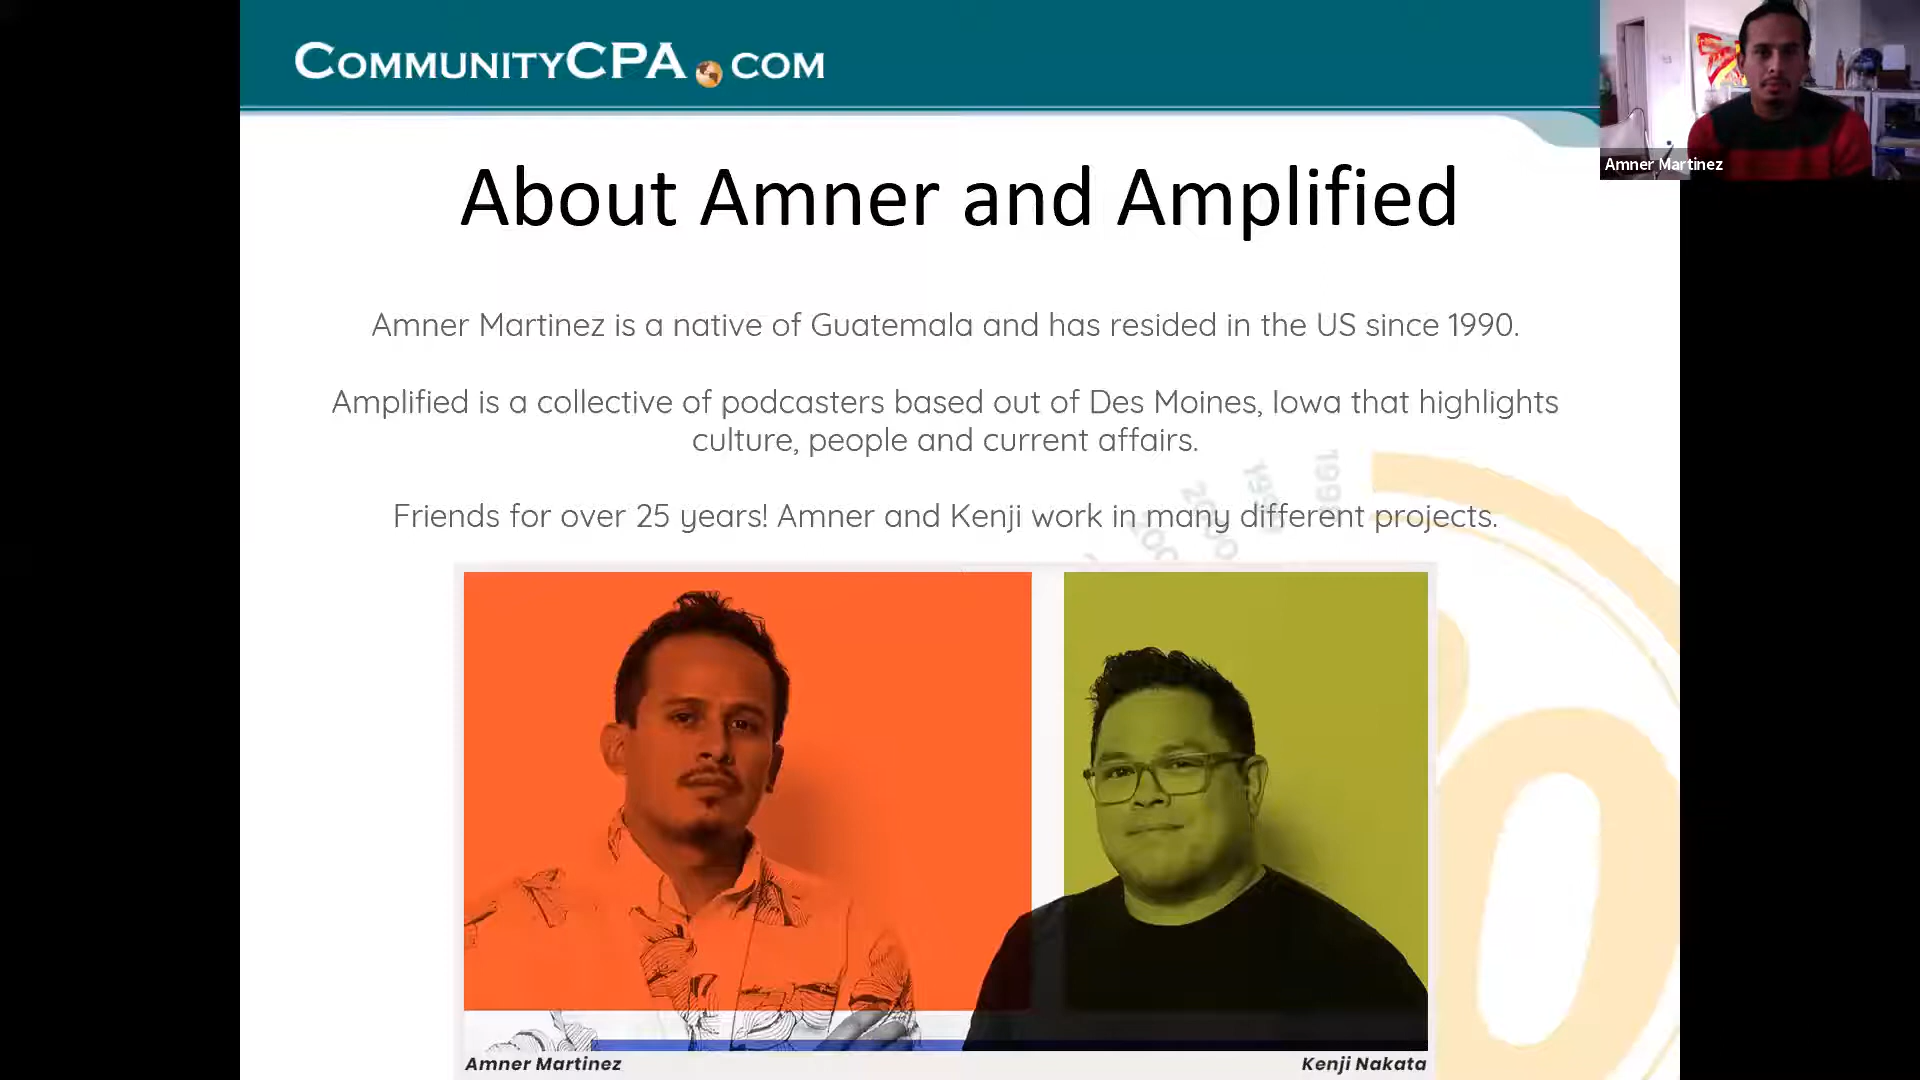 COMMUNITYCPA.COM
Amner Martinez
About Amner and Amplified
Amner Martinez is a native of Guatemala and has resided in the US since 1990.
Amplified is a collective of podcasters based out of Des Moines, Iowa that highlights
culture, people and current affairs.
1998
2000
Friends for over 25 years! Amner and Kenji work in many different projects.
Amner Martinez
Kenji Nakata